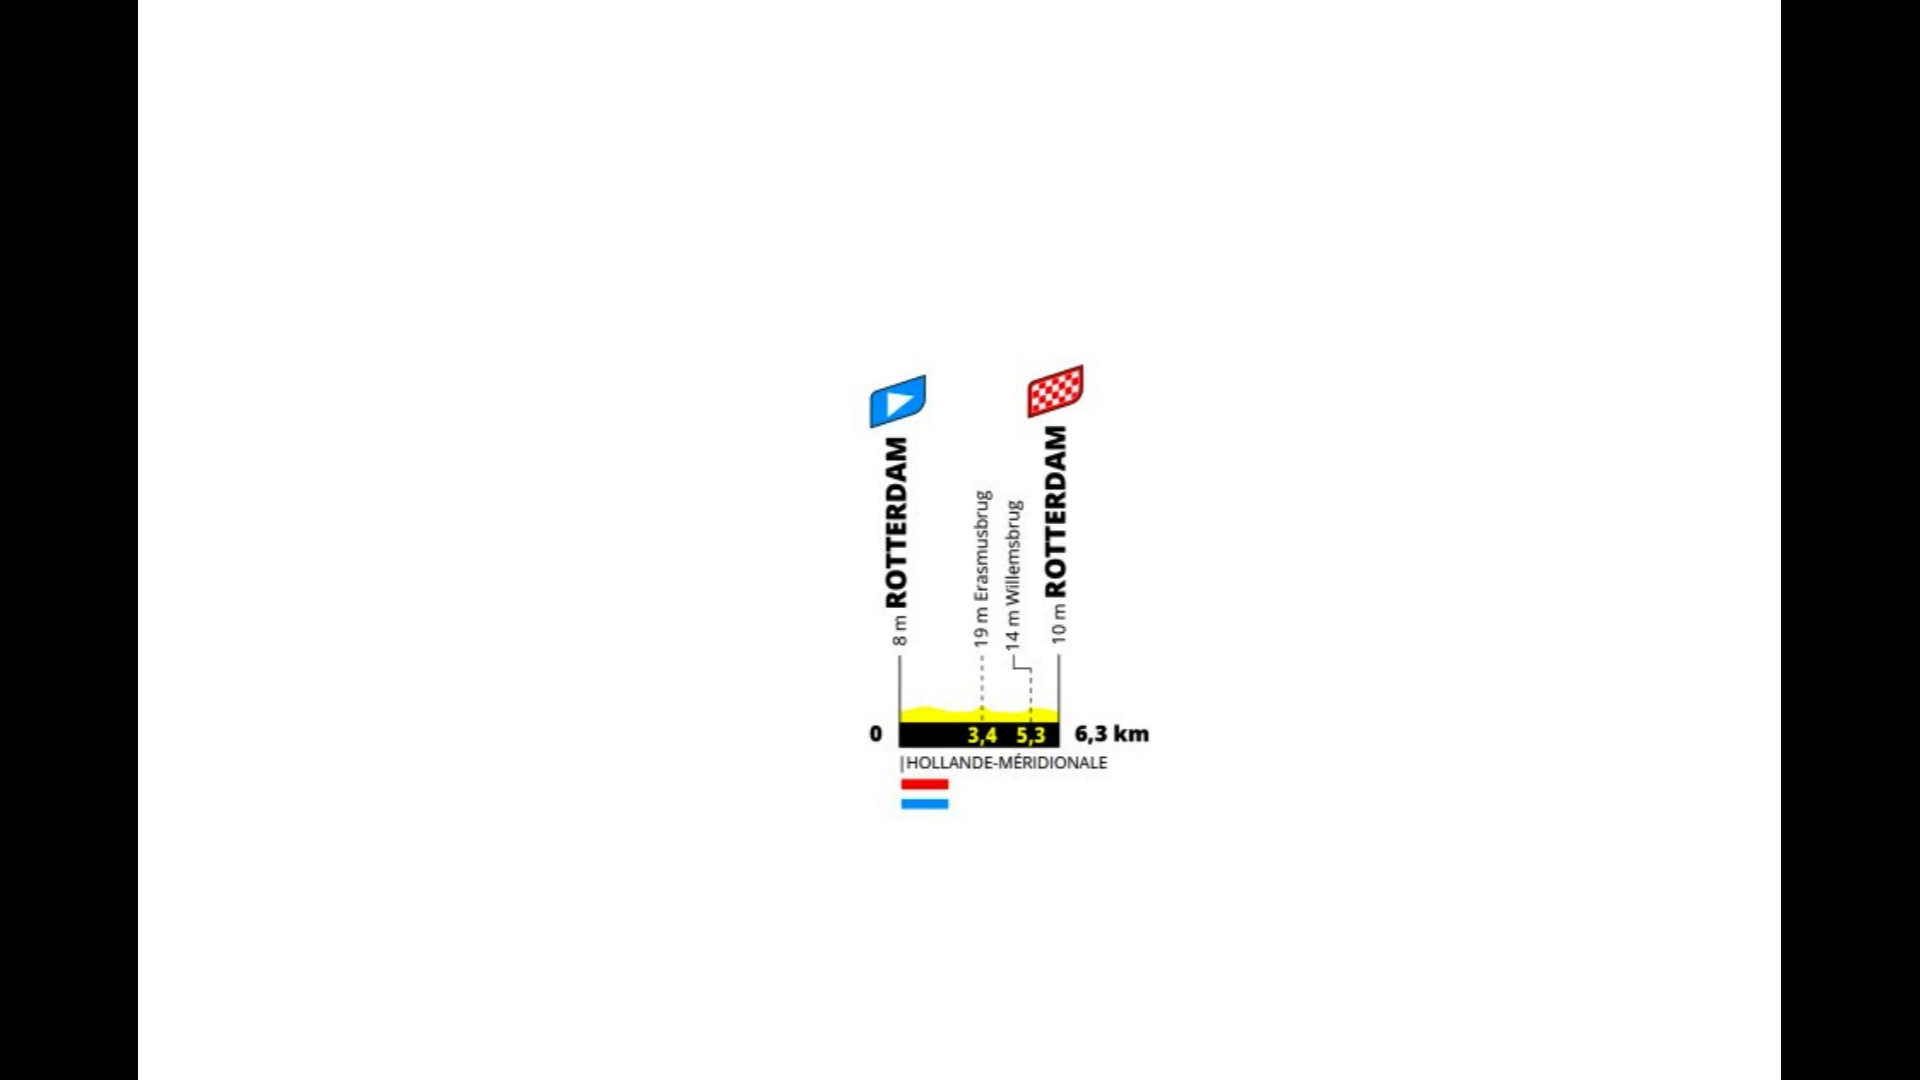 8 m ROTTERDAM
19 m Erasmusbrug
14 m Willemsbrug
10 m ROTTERDAM
0
3,4
5,3
6,3 km
|HOLLANDE-MÉRIDIONALE